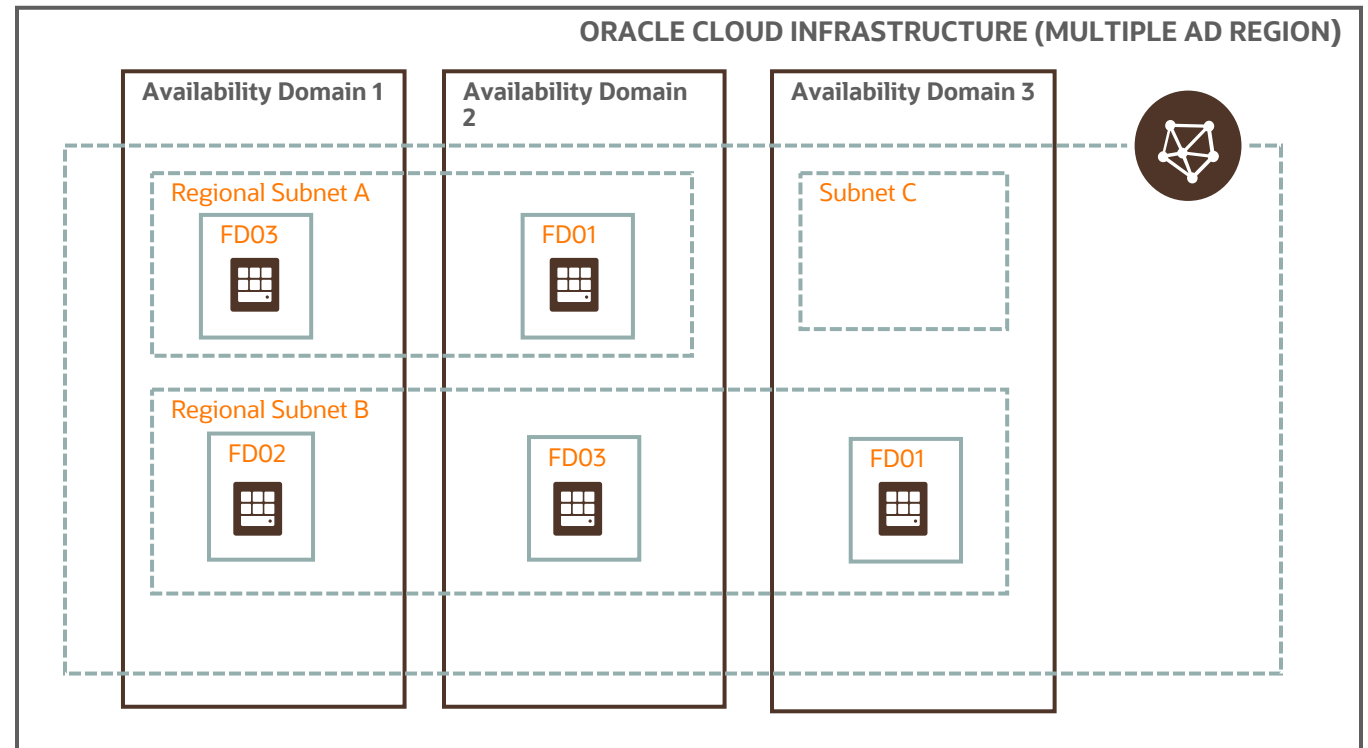 ORACLE CLOUD INFRASTRUCTURE (MULTIPLE AD REGION)
Availability Domain 1
Availability Domain
2
Availability Domain 3
Regional Subnet A
Subnet C
FD03
FD01
Regional Subnet B
FD02
FD03
FD01